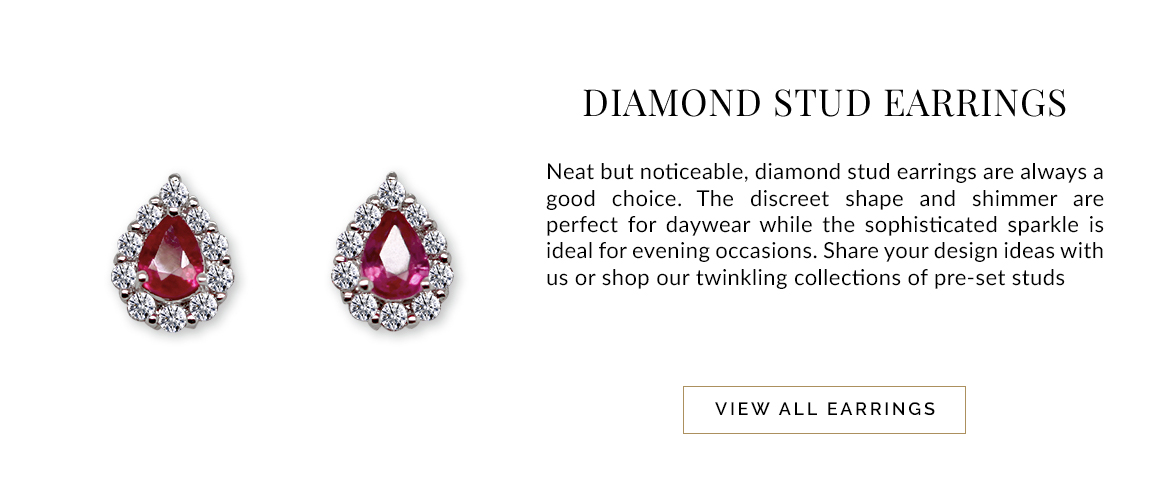 DIAMOND STUD EARRINGS
Neat but noticeable, diamond stud earrings are always a
good choice. The discreet shape and shimmer are
perfect for daywear while the sophisticated sparkle is
ideal for evening occasions. Share your design ideas with
us or shop our twinkling collections of pre-set studs
VIEW ALL EARRINGS